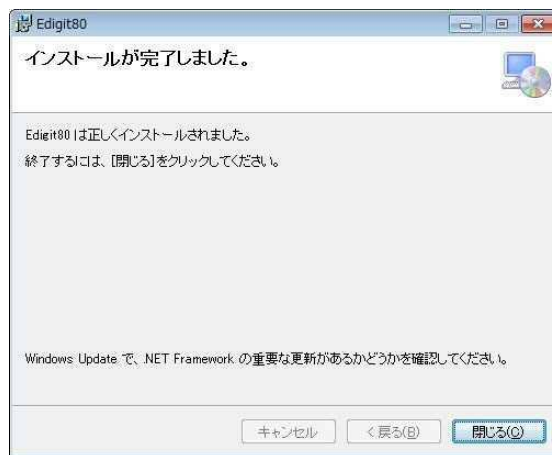 Edigit80
インストールが完了しました。
Edigit80 は正しくインストールされました。
終了するには、[閉じる]をクリックしてください。
Windows Update で、.NET Framework の重要な更新があるかどうかを確認してください。
キャンセル
< 戻る(B)
閉じる(C)